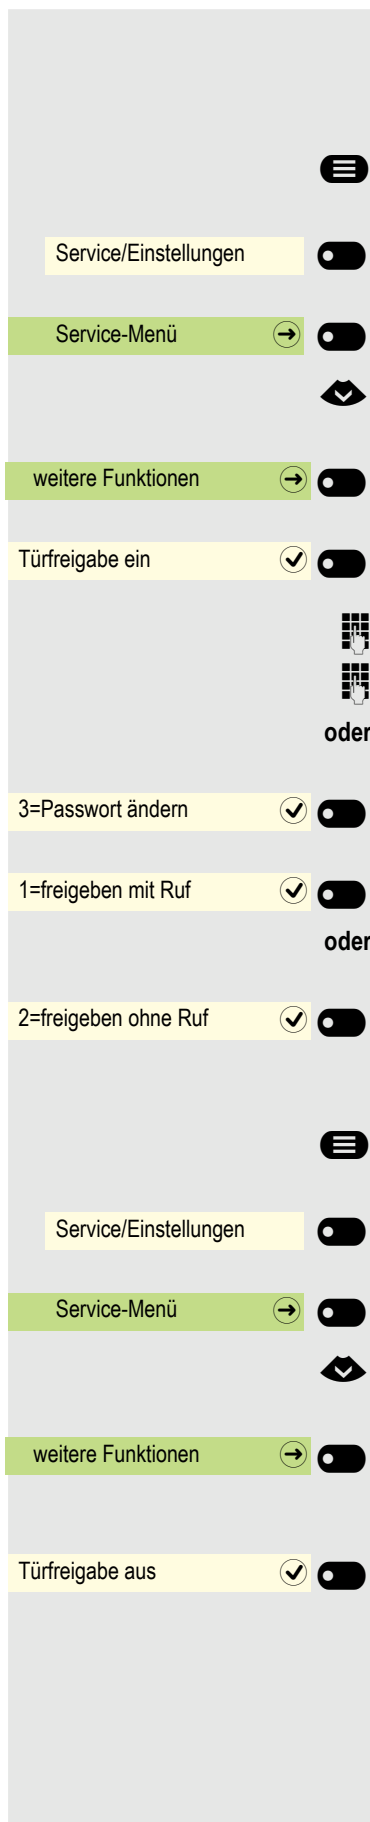 Service/Einstellungen
Service-Menü
weitere Funktionen
Türfreigabe ein
oder
3=Passwort ändern
1=freigeben mit Ruf
oder
2=freigeben ohne Ruf
Service/Einstellungen
Service-Menü
weitere Funktionen
Türfreigabe aus